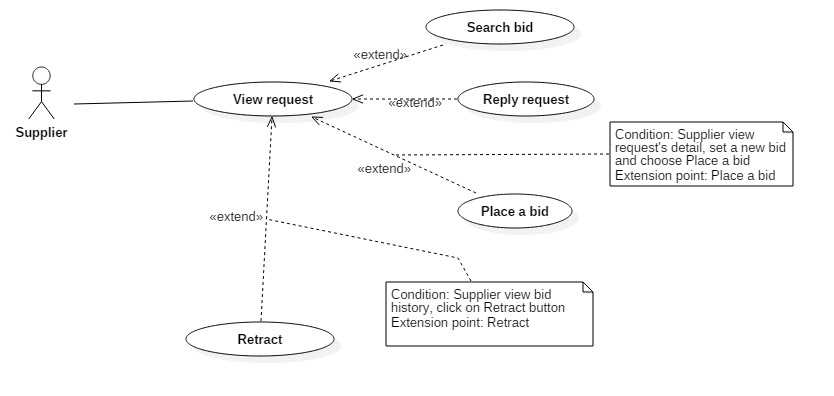 Search bid
«extend»
View request
«extend»
Reply request
Supplier
Condition: Supplier view
request's detail, set a new bid
and choose Place a bid
Extension point: Place a bid
«extend»
Place a bid
«extend»
Condition: Supplier view bid
history, click on Retract button
Extension point: Retract
Retract